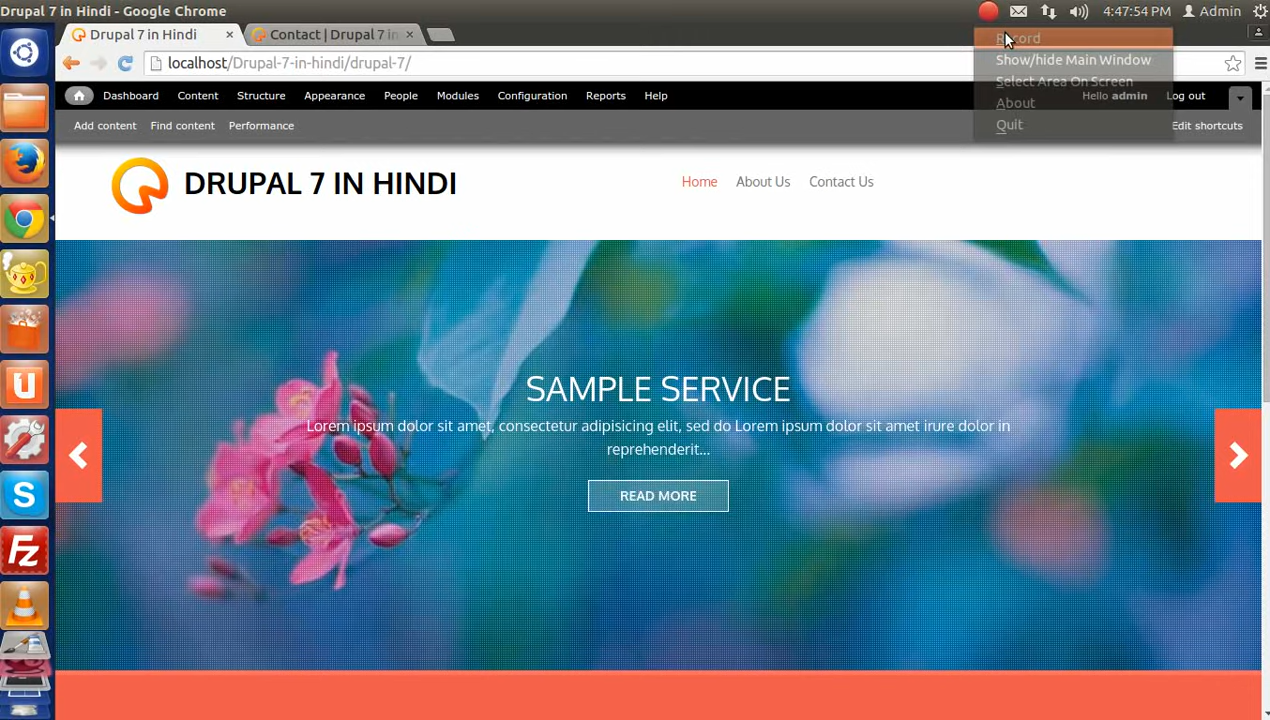 Drupal 7 in Hindi - Google Chrome
4:47:54 PM Admin
Drupal 7 in Hindi
Contact | Drupal 7 in
Record
Show/hide Main Window
Select Area On Screen
About
Quit
localhost/Drupal-7-in-hindi/drupal-7/
Dashboard Content Structure Appearance People Modules Configuration Reports Help
Hello admin Log out
Add content Find content Performance
Edit shortcuts
DRUPAL 7 IN HINDI
Home About Us Contact Us
SAMPLE SERVICE
Lorem ipsum dolor sit amet, consectetur adipisicing elit, sed do Lorem ipsum dolor sit amet irure dolor in
reprehenderit...
READ MORE